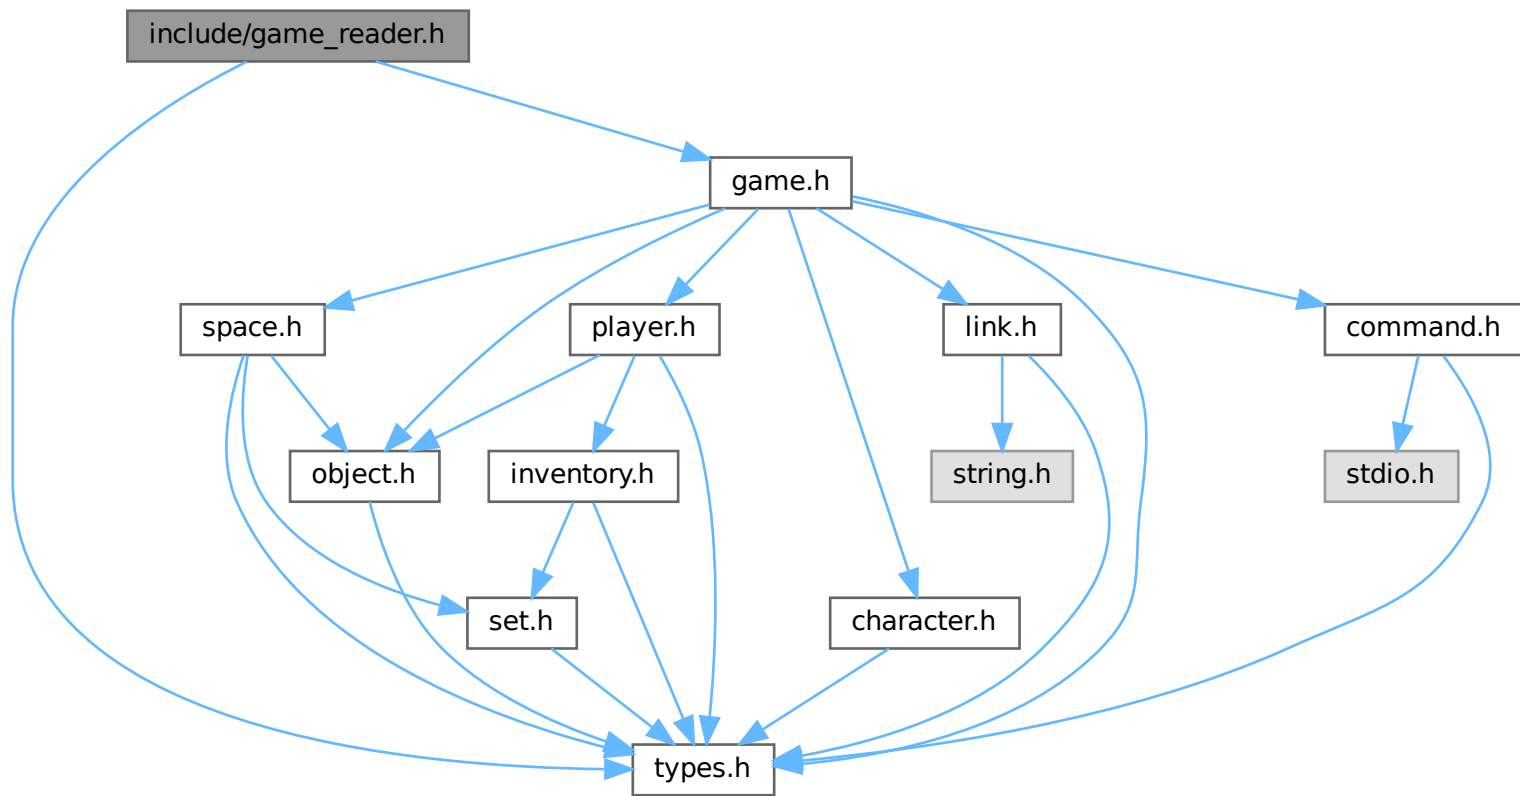 include/game_reader.h
game.h
space.h
player.h
link.h
command.h
object.h
inventory.h
string.h
stdio.h
set.h
character.h
types.h